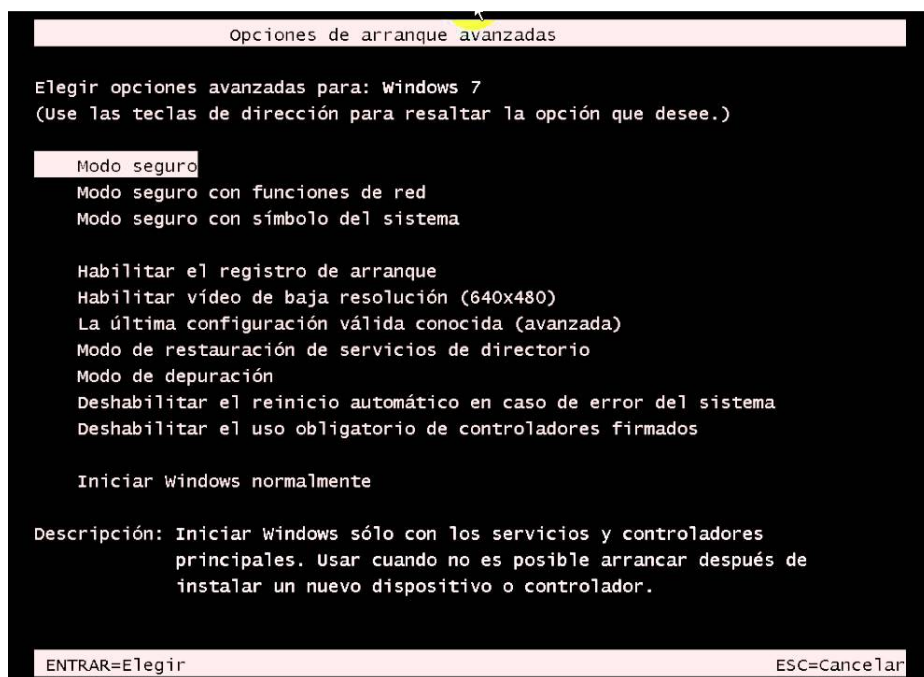 Opciones de arranque avanzadas
Elegir opciones avanzadas para: Windows 7
(Use las teclas de dirección para resaltar la opción que desee.)
Modo seguro
Modo seguro con funciones de red
Modo seguro con símbolo del sistema
Habilitar el registro de arranque
Habilitar vídeo de baja resolución (640x480)
La última configuración válida conocida (avanzada)
Modo de restauración de servicios de directorio
Modo de depuración
Deshabilitar el reinicio automático en caso de error del sistema
Deshabilitar el uso obligatorio de controladores firmados
Iniciar Windows normalmente
Descripción: Iniciar Windows sólo con los servicios y controladores
principales. Usar cuando no es posible arrancar después de
instalar un nuevo dispositivo o controlador.
ENTRAR=Elegir ESC=Cancelar